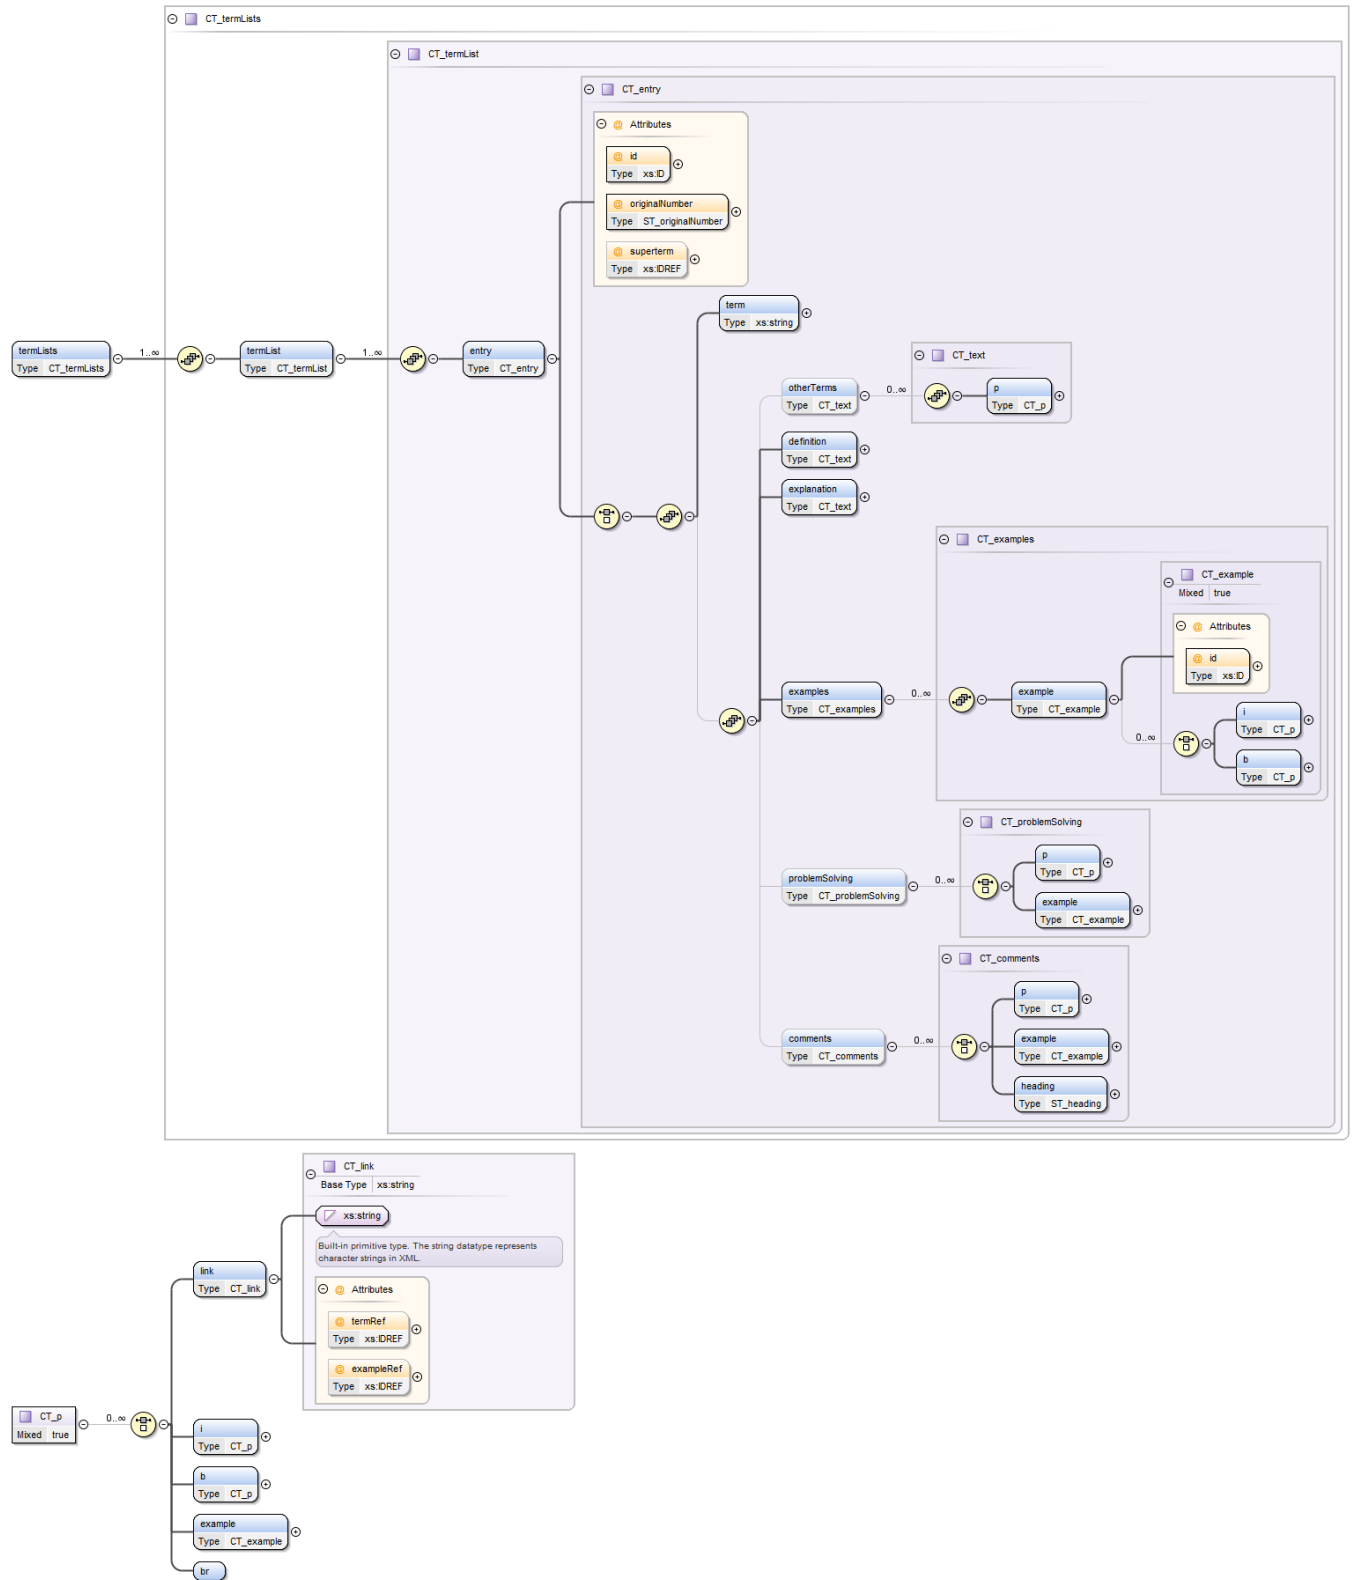 CT_termLists
CT_termList
CT_entry
@ Attributes
@ id
Type xs:ID
@ originalNumber
Type ST_originalNumber
@ superterm
Type xs:IDREF
term
Type xs:string
termLists
Type CT_termLists
1..∞
termList
Type CT_termList
1..∞
entry
Type CT_entry
CT_text
otherTerms
Type CT_text
0..∞
p
Type CT_p
definition
Type CT_text
explanation
Type CT_text
CT_examples
CT_example
Mixed true
@ Attributes
@ id
Type xs:ID
examples
Type CT_examples
0..∞
example
Type CT_example
0..∞
i
Type CT_p
b
Type CT_p
CT_problemSolving
problemSolving
Type CT_problemSolving
0..∞
p
Type CT_p
example
Type CT_example
CT_comments
comments
Type CT_comments
0..∞
p
Type CT_p
example
Type CT_example
heading
Type ST_heading
CT_link
Base Type xs:string
xs:string
Built-in primitive type. The string datatype represents
character strings in XML.
link
Type CT_link
@ Attributes
@ termRef
Type xs:IDREF
@ exampleRef
Type xs:IDREF
CT_p
Mixed true
0..∞
i
Type CT_p
b
Type CT_p
example
Type CT_example
br